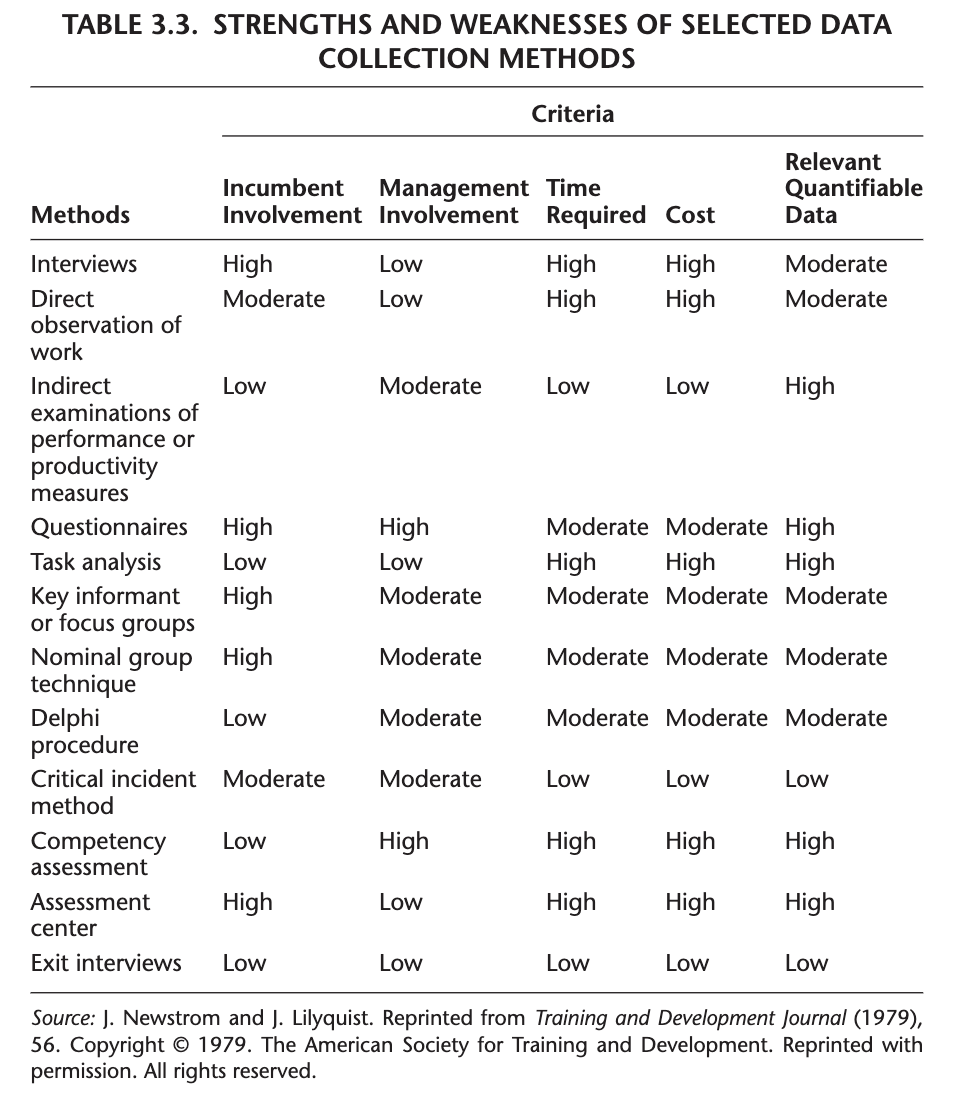 TABLE 3.3. STRENGTHS AND WEAKNESSES OF SELECTED DATA
COLLECTION METHODS
Criteria
Methods Incumbent Involvement Management Involvement Time Required Cost Relevant Quantifiable Data
Interviews High Low High High Moderate
Direct observation of work Moderate Low High High Moderate
Indirect examinations of performance or productivity measures Low Moderate Low Low High
Questionnaires High High Moderate Moderate High
Task analysis Low Low High High High
Key informant or focus groups High Moderate Moderate Moderate Moderate
Nominal group technique High Moderate Moderate Moderate Moderate
Delphi procedure Low Moderate Moderate Moderate Moderate
Critical incident method Moderate Moderate Low Low Low
Competency assessment Low High High High High
Assessment center High Low High High High
Exit interviews Low Low Low Low Low
Source: J. Newstrom and J. Lilyquist. Reprinted from Training and Development Journal (1979),
56. Copyright © 1979. The American Society for Training and Development. Reprinted with
permission. All rights reserved.